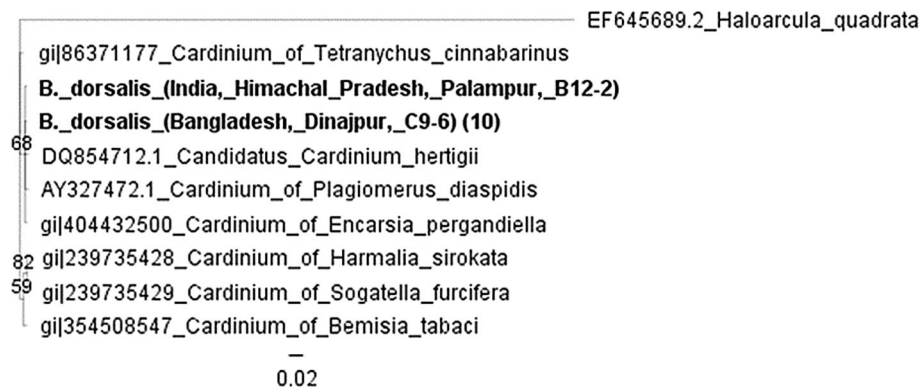 EF645689.2_Haloarcula_quadrata
gi|86371177_Cardinium_of_Tetranychus_cinnabarinus
B._dorsalis_(India,_Himachal_Pradesh,_Palampur,_B12-2)
B._dorsalis_(Bangladesh,_Dinajpur,_C9-6) (10)
68
DQ854712.1_Candidatus_Cardinium_hertigii
AY327472.1_Cardinium_of_Plagiomerus_diaspidis
gi|404432500_Cardinium_of_Encarsia_pergandiella
82
gi|239735428_Cardinium_of_Harmalia_sirokata
59
gi|239735429_Cardinium_of_Sogatella_furcifera
gi|354508547_Cardinium_of_Bemisia_tabaci
0.02